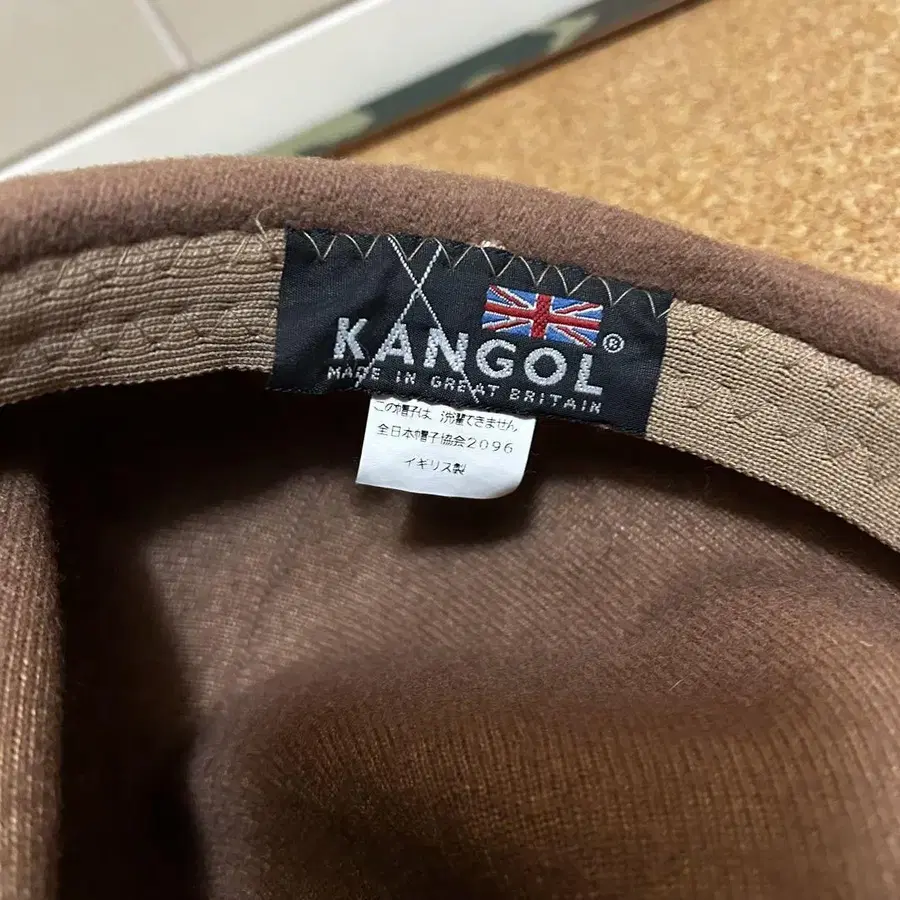 KANGOL®
MADE IN GREAT BRITAIN
この帽子は、洗濯できません
全日本帽子協会2096
イギリス製